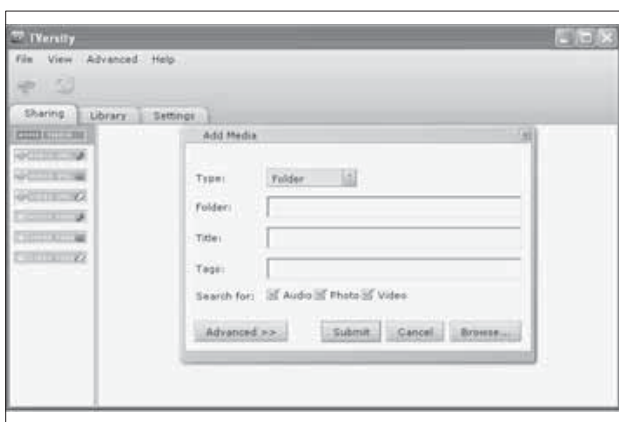 TVersity
File View Advanced Help
Sharing Library Settings
Add Media
Type: Folder
Folder:
Title:
Tags:
Search for: Audio Photo Video
Advanced >> Submit Cancel Browse...